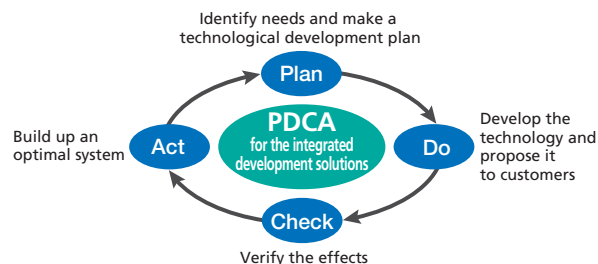 Identify needs and make a
technological development plan
Plan
PDCA
for the integrated
development solutions
Build up an
optimal system
Act
Do
Develop the
technology and
propose it
to customers
Check
Verify the effects